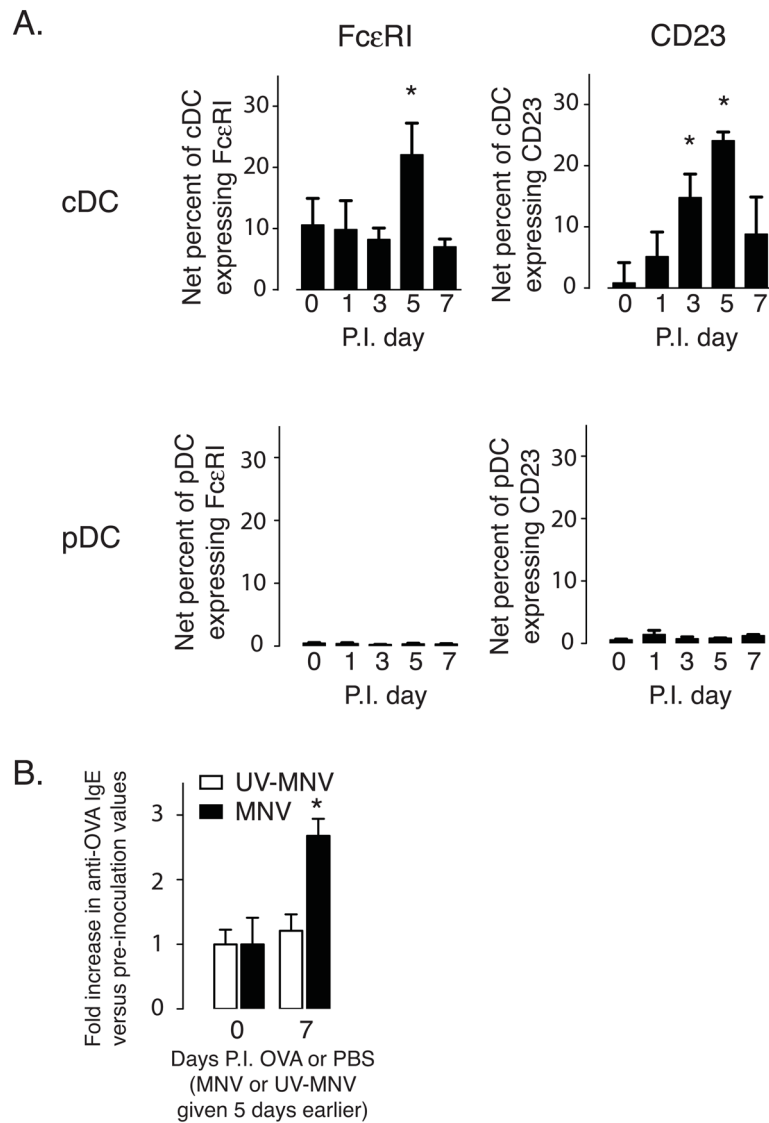 A.
FcεRI
CD23
cDC
Net percent of cDC
expressing FcεRI
30
20
10
0
0 1 3 5 7
P.I. day
*
Net percent of cDC
expressing CD23
30
20
10
0
0 1 3 5 7
P.I. day
*
*
pDC
Net percent of pDC
expressing FcεRI
30
20
10
0
0 1 3 5 7
P.I. day
Net percent of pDC
expressing CD23
30
20
10
0
0 1 3 5 7
P.I. day
B.
Fold increase in anti-OVA IgE
versus pre-inoculation values
3
2
1
0
UV-MNV
MNV
*
0 7
Days P.I. OVA or PBS
(MNV or UV-MNV
given 5 days earlier)